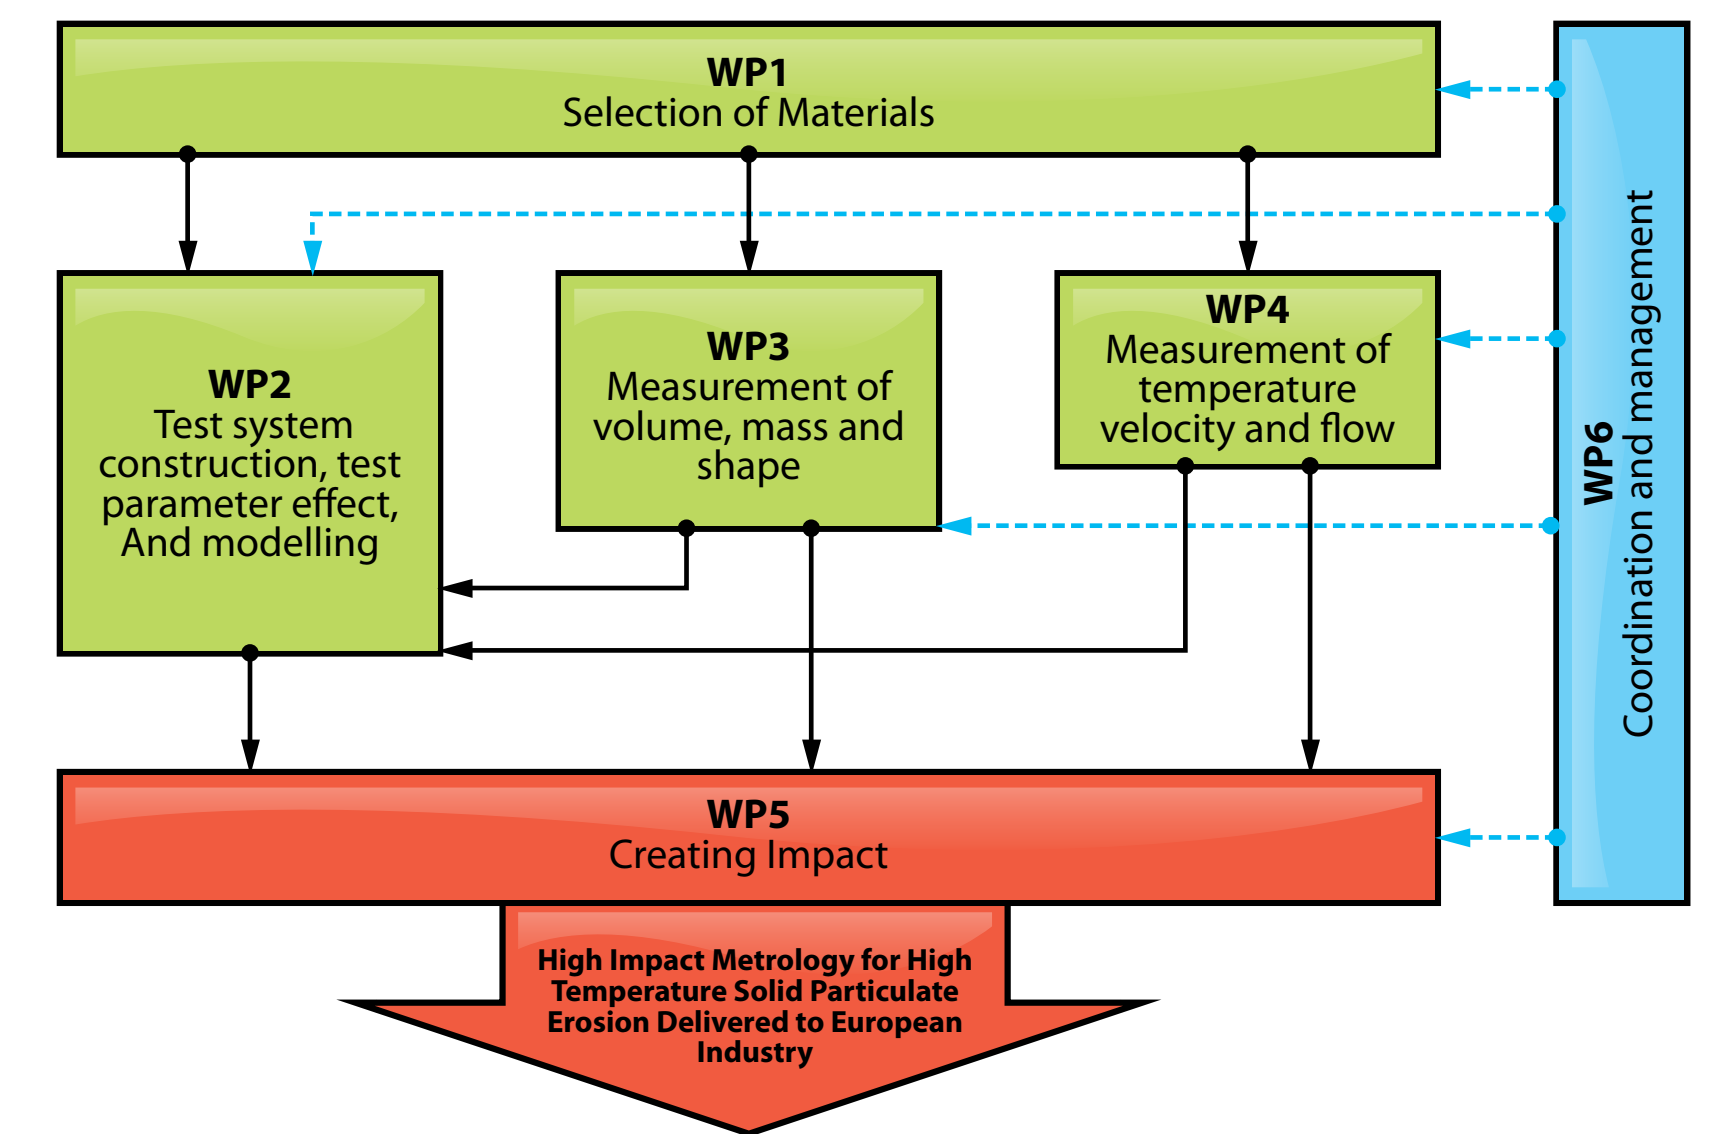 WP1
Selection of Materials
WP2
Test system
construction, test
parameter effect,
And modelling
WP3
Measurement of
volume, mass and
shape
WP4
Measurement of
temperature
velocity and flow
WP6
Coordination and management
WP5
Creating Impact
High Impact Metrology for High
Temperature Solid Particulate
Erosion Delivered to European
Industry